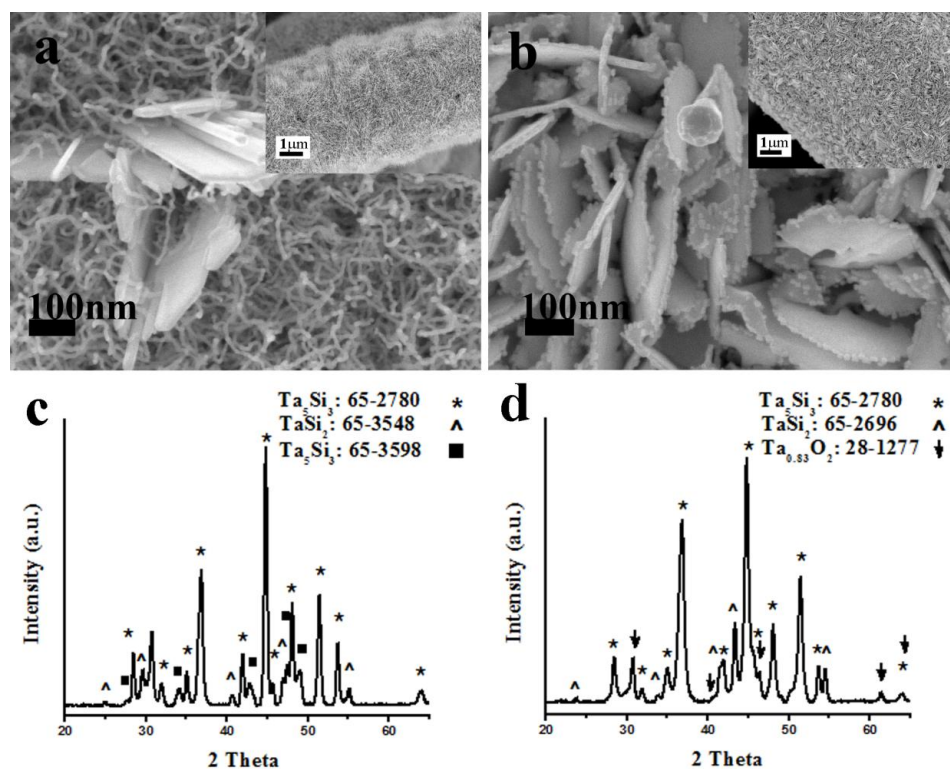 a
1μm
100nm
b
1μm
100nm
c
Ta5Si3: 65-2780 *
TaSi2: 65-3548 ^
Ta5Si3: 65-3598 ■
Intensity (a.u.)
20 30 40 50 60
2 Theta
d
Ta5Si3: 65-2780 *
TaSi2: 65-2696 ^
Ta0.83O2: 28-1277
Intensity (a.u.)
20 30 40 50 60
2 Theta